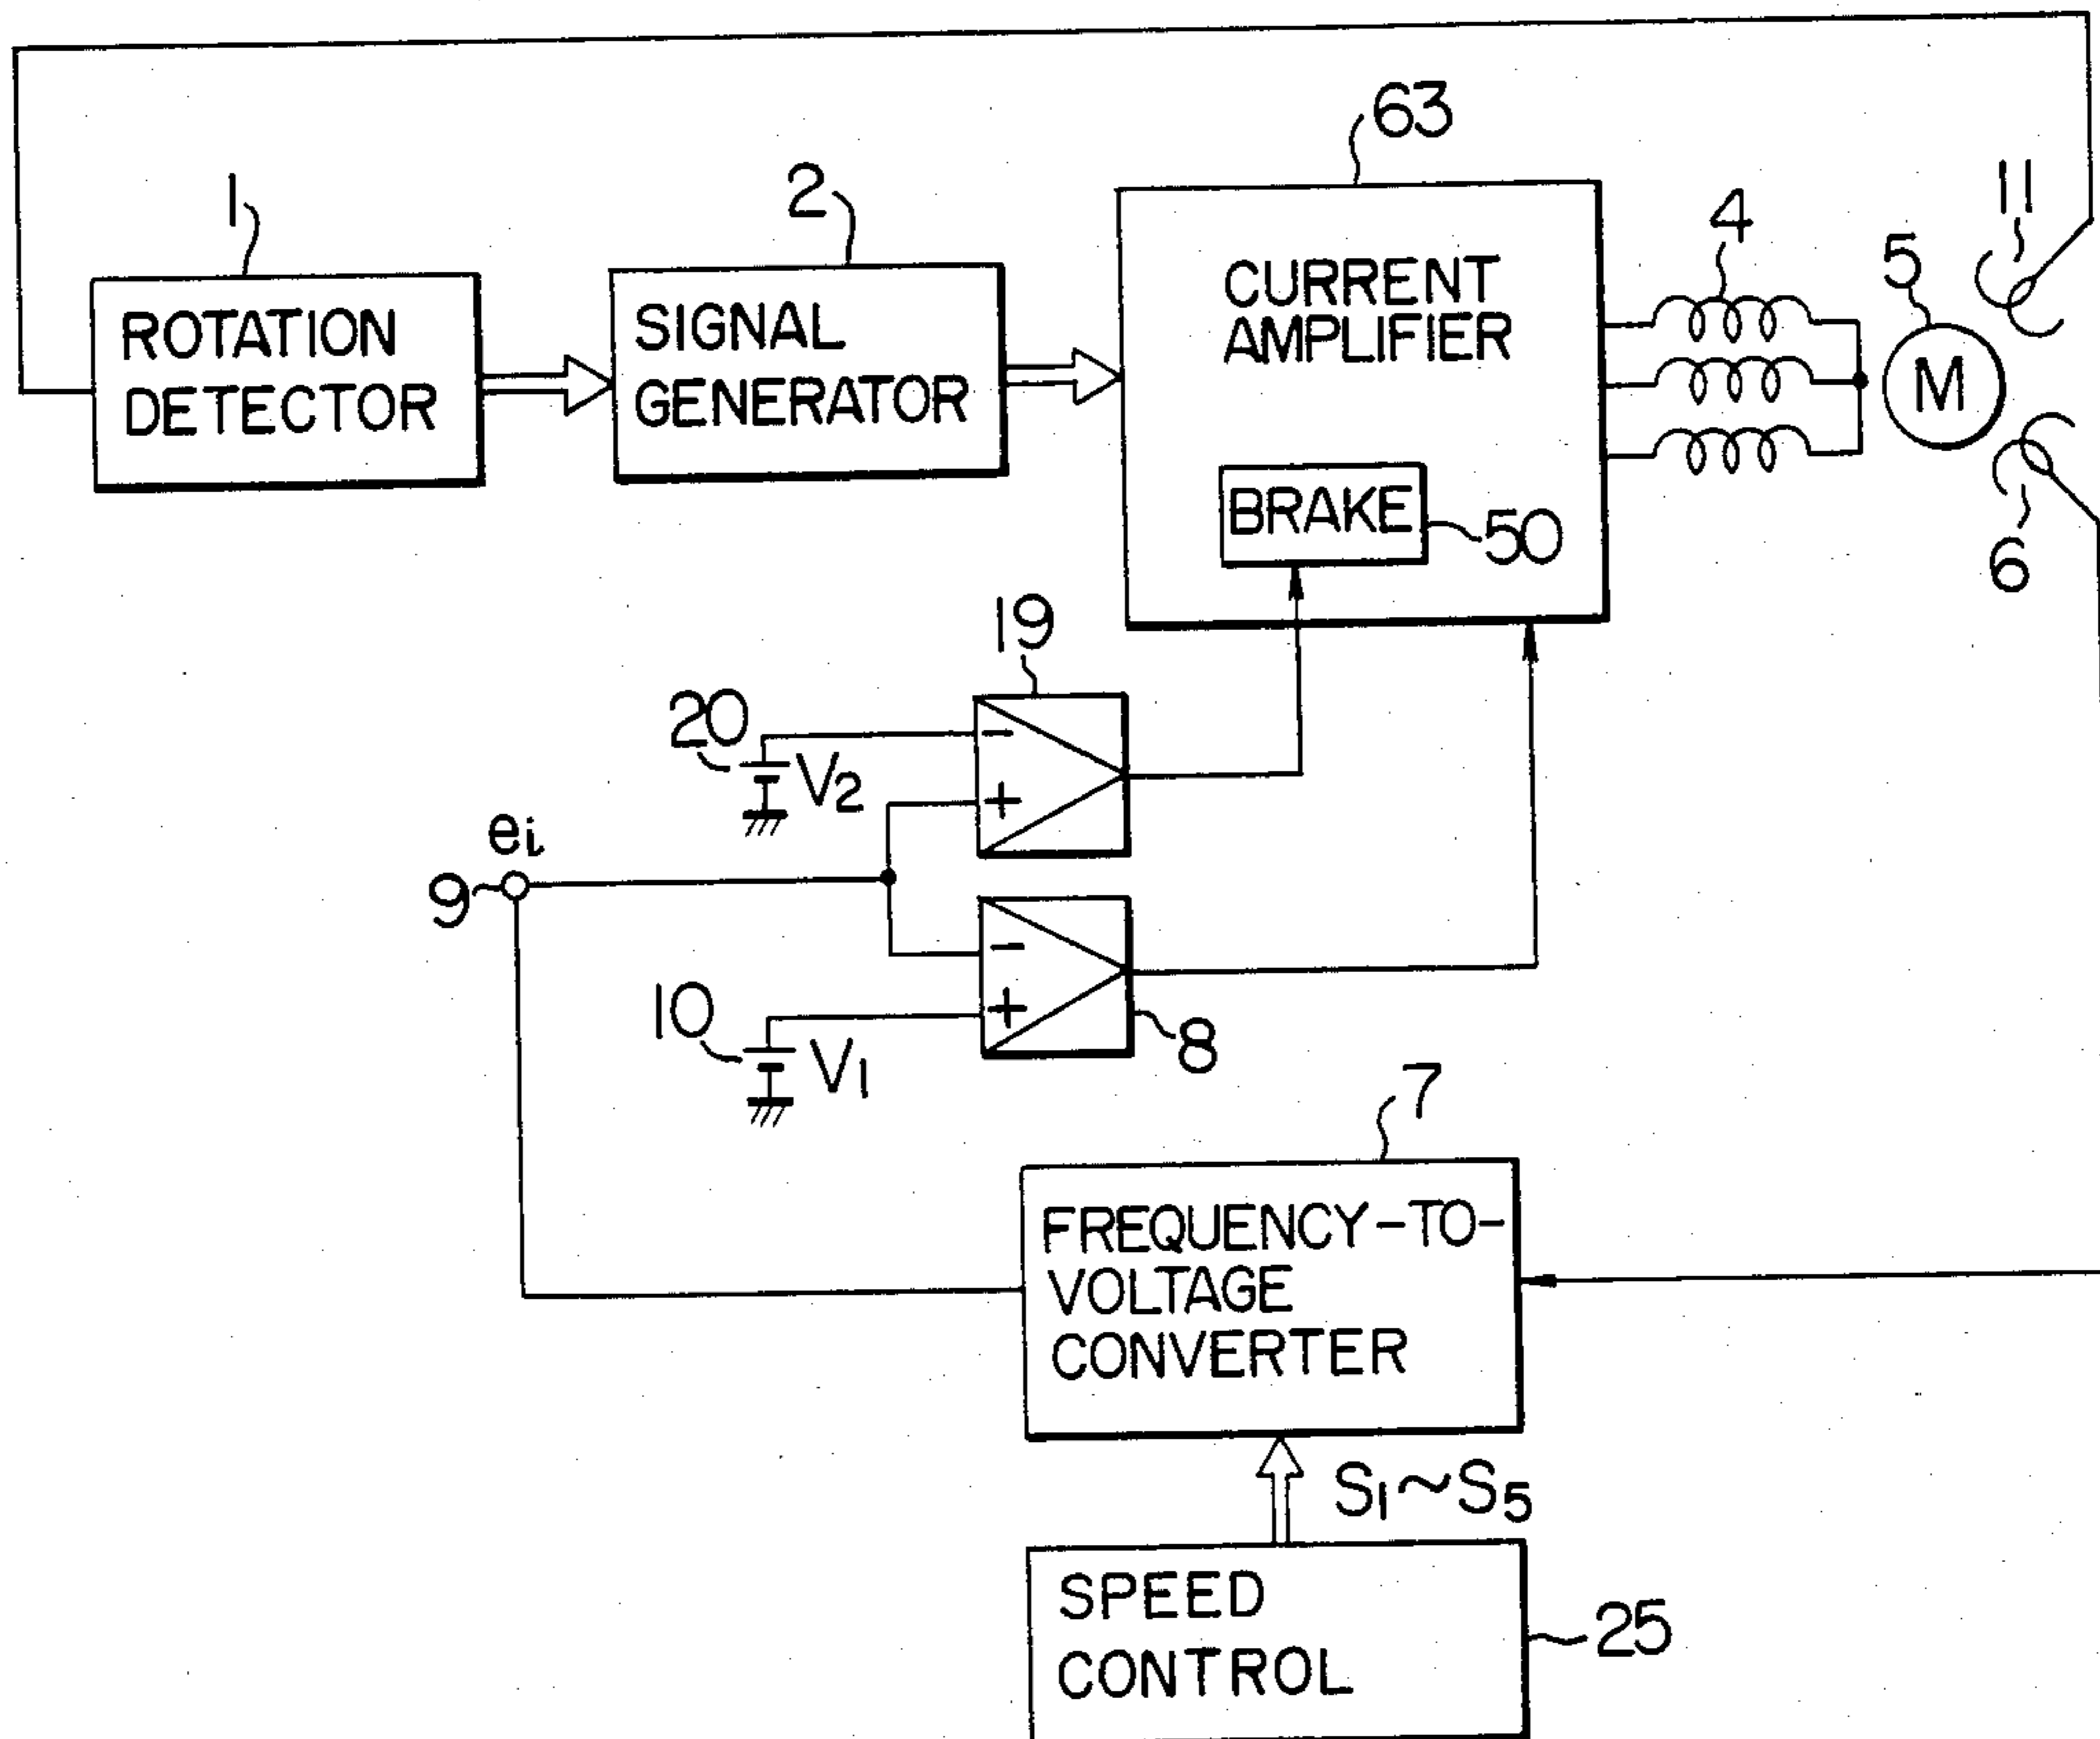 63
1
2
4
11
5
ROTATION
DETECTOR
SIGNAL
GENERATOR
CURRENT
AMPLIFIER
M
BRAKE
50
6
19
20
V2
-
+
ei
9
-
+
10
V1
8
7
FREQUENCY-TO-
VOLTAGE
CONVERTER
S1~S5
SPEED
CONTROL
25